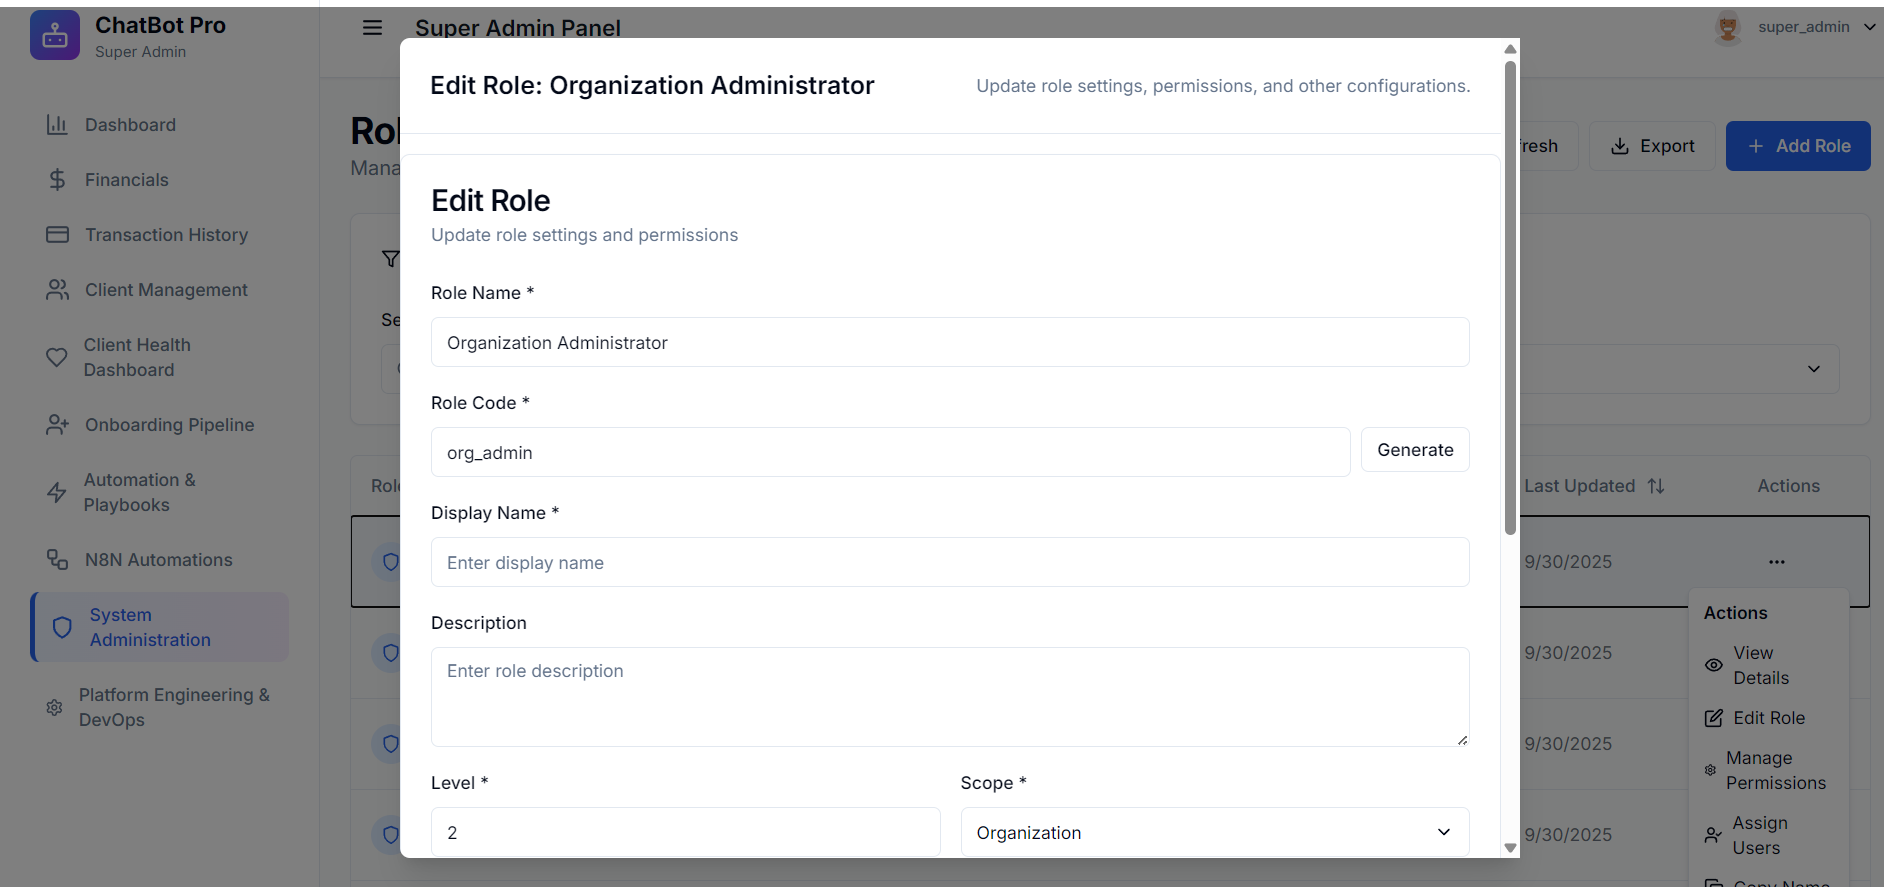 ChatBot Pro
Super Admin
Super Admin Panel
super_admin
Dashboard
Financials
Transaction History
Client Management
Client Health
Dashboard
Onboarding Pipeline
Automation &
Playbooks
N8N Automations
System
Administration
Platform Engineering &
DevOps
Export
Add Role
Edit Role: Organization Administrator
Update role settings, permissions, and other configurations.
Edit Role
Update role settings and permissions
Role Name *
Organization Administrator
Role Code *
org_admin
Generate
Display Name *
Enter display name
Description
Enter role description
Level *
2
Scope *
Organization
Last Updated
Actions
9/30/2025
9/30/2025
9/30/2025
9/30/2025
Actions
View
Details
Edit Role
Manage
Permissions
Assign
Users
Copy Name